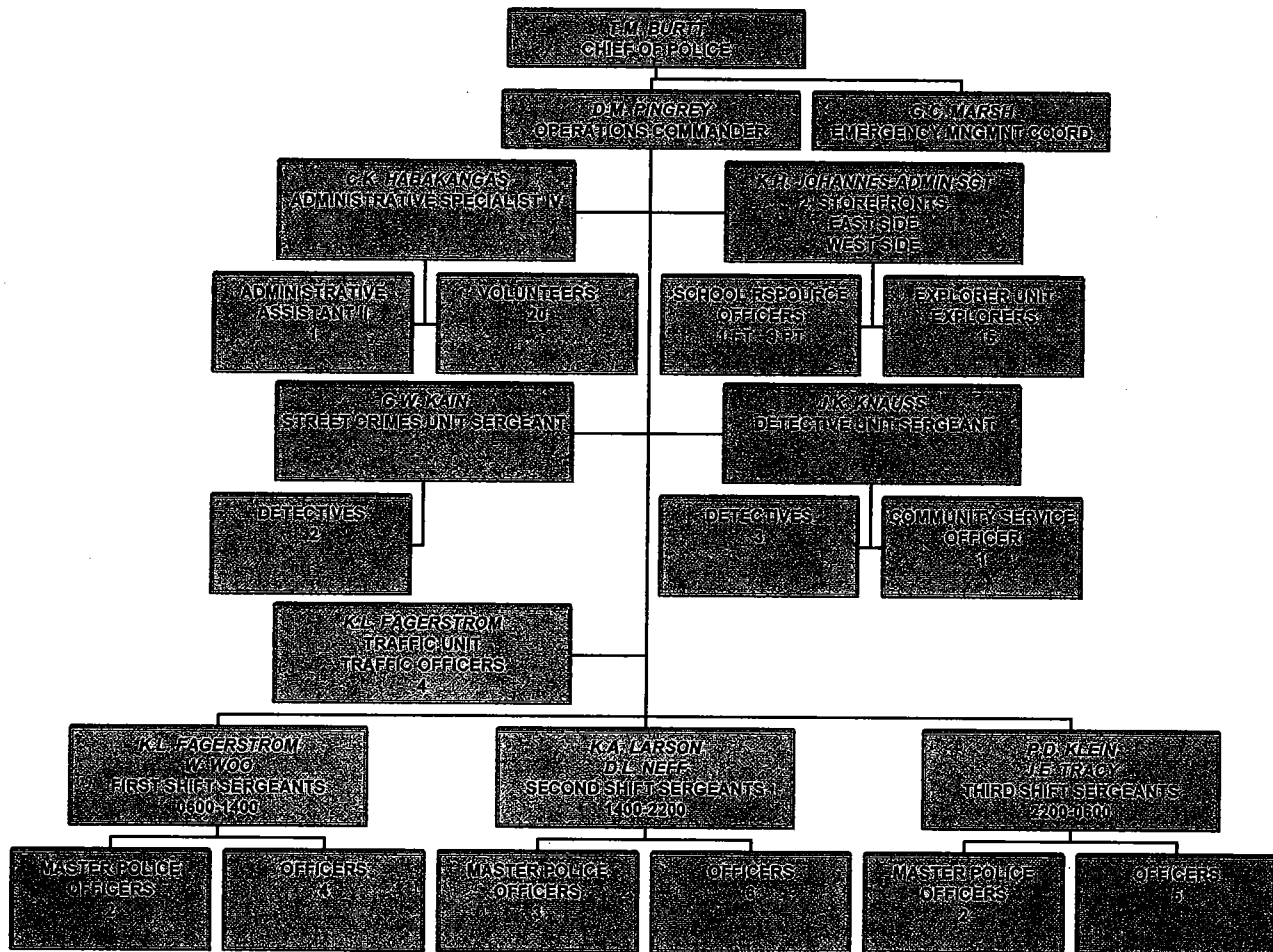 T.M. BURTT
CHIEF OF POLICE
D.M. PINGREY
OPERATIONS COMMANDER
G.C. MARSH
EMERGENCY MNGMNT COORD.
C.K. HABAKANGAS
ADMINISTRATIVE SPECIALIST IV
K.H. JOHANNES-ADMIN SGT
2 STOREFRONTS
EAST SIDE
WEST SIDE
ADMINISTRATIVE
ASSISTANT II
1
VOLUNTEERS
20
SCHOOL RSPOURCE
OFFICERS
1 FT - 3 PT
EXPLORER UNIT
EXPLORERS
16
G.W. KAIN
STREET CRIMES UNIT SERGEANT
J.K. KNAUSS
DETECTIVE UNIT SERGEANT
DETECTIVES
2
DETECTIVES
3
COMMUNITY SERVICE
OFFICER
1
K.L. FAGERSTROM
TRAFFIC UNIT
TRAFFIC OFFICERS
4
K.L. FAGERSTROM
W. WOO
FIRST SHIFT SERGEANTS
0600-1400
K.A. LARSON
D.L. NEFF
SECOND SHIFT SERGEANTS
1400-2200
P.D. KLEIN
J.E. TRACY
THIRD SHIFT SERGEANTS
2200-0600
MASTER POLICE
OFFICERS
2
OFFICERS
4
MASTER POLICE
OFFICERS
3
OFFICERS
6
MASTER POLICE
OFFICERS
2
OFFICERS
5